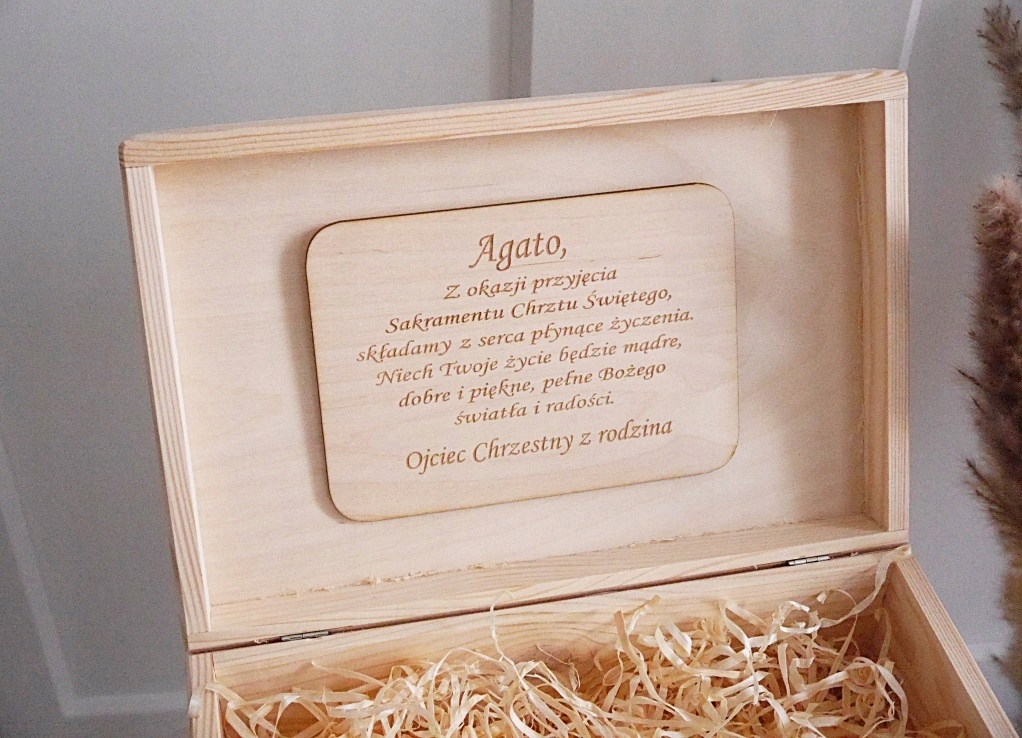 Agato,
Z okazji przyjęcia
Sakramentu Chrztu Świętego,
składamy z serca płynące życzenia.
Niech Twoje życie będzie mądre,
dobre i piękne, pełne Bożego
światła i radości.
Ojciec Chrzestny z rodzina